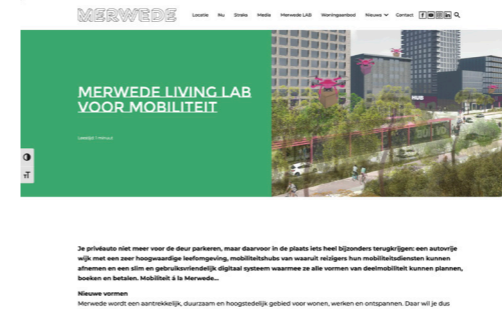 MERWEDE
Locatie Nu Straks Media Merwede LAB Woningaanbod Nieuws Contact
MERWEDE LIVING LAB
VOOR MOBILITEIT
HUB
Je privéauto niet meer voor de deur parkeren, maar daarvoor in de plaats iets heel bijzonders terugkrijgen: een autovrije
wijk met een zeer hoogwaardige leefomgeving, mobiliteitshubs van waaruit reizigers hun mobiliteitsdiensten kunnen
afnemen en een slim en gebruiksvriendelijk digitaal systeem waarmee ze alle vormen van deelmobiliteit kunnen plannen,
boeken en betalen. Mobiliteit á la Merwede...
Nieuwe vormen
Merwede wordt een aantrekkelijk, duurzaam en hoogstedelijk gebied voor wonen, werken en ontspannen. Daar wil je dus